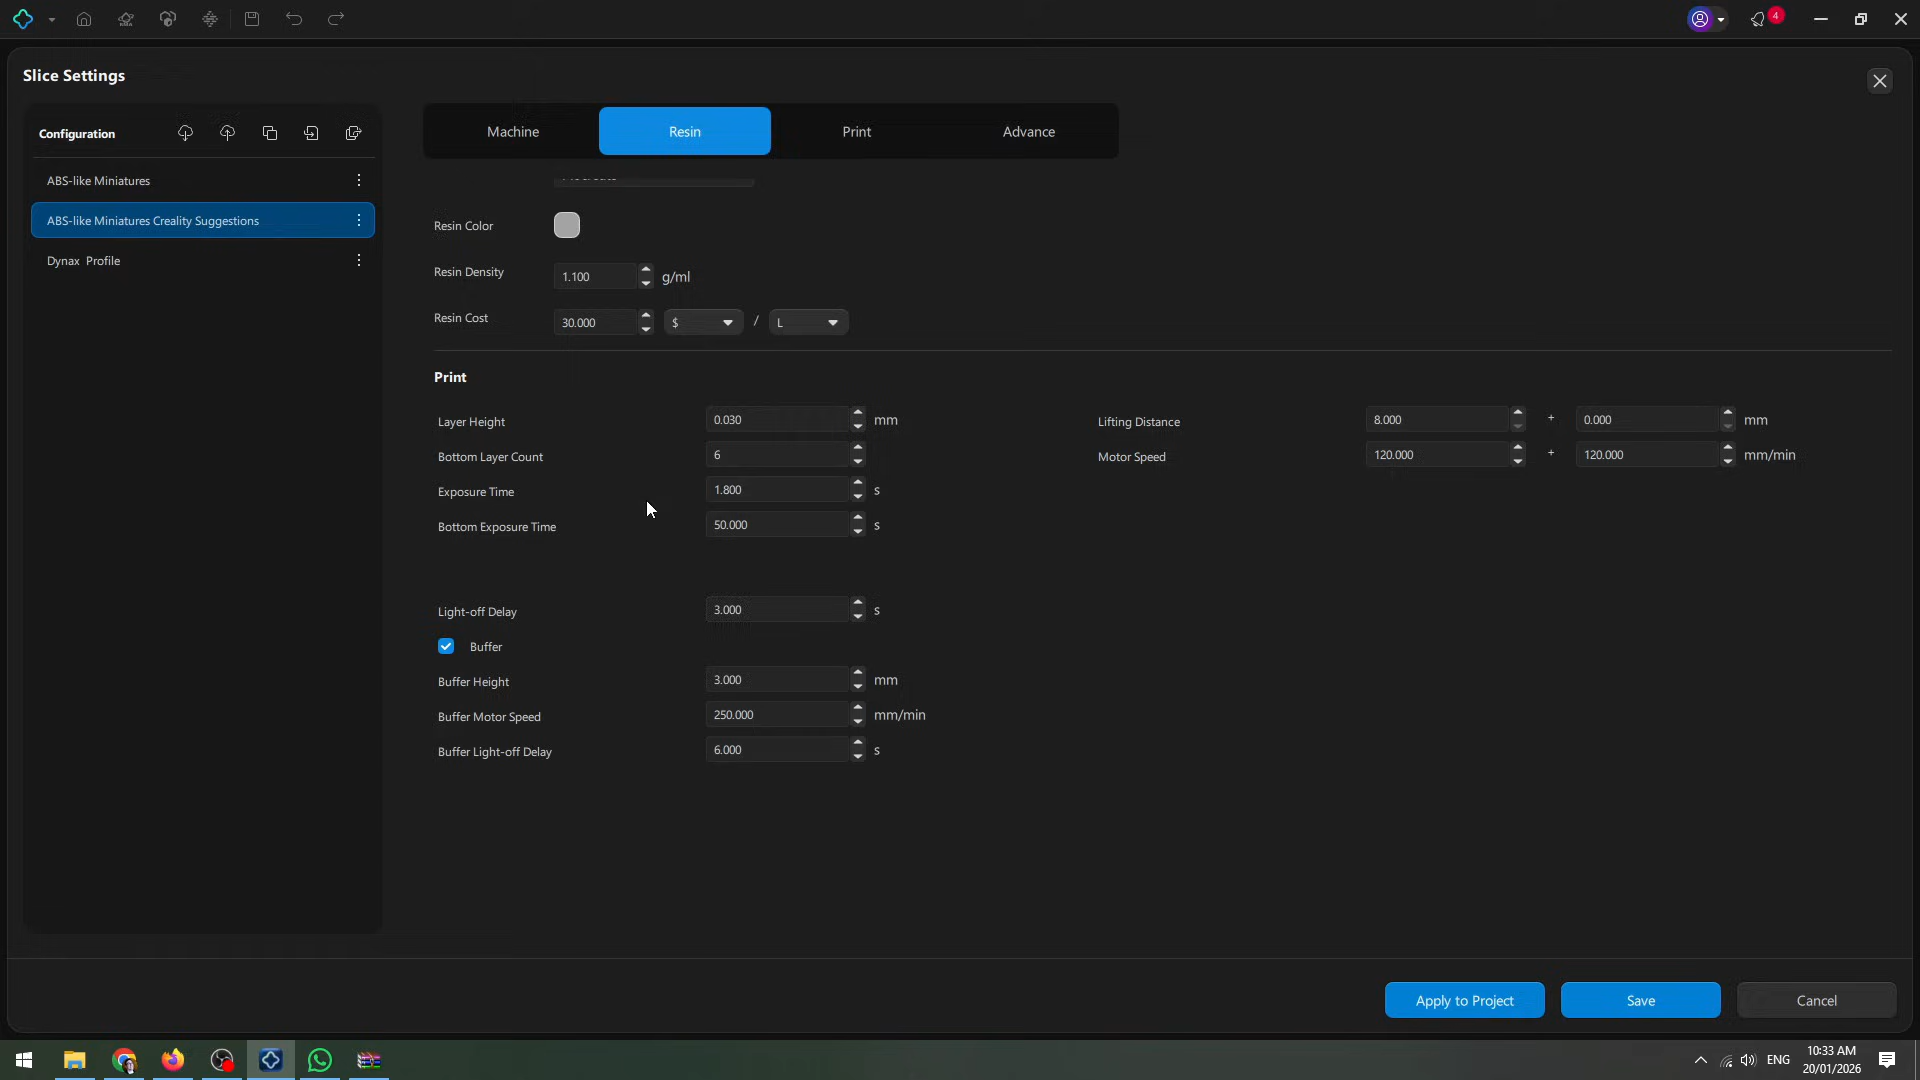 4
Slice Settings
Configuration
Machine
Resin
Print
Advance
ABS-like Miniatures
ABS-like Miniatures Creality Suggestions
Dynax Profile
Resin Color
Resin Density 1.100 g/ml
Resin Cost 30.000 $ / L
Print
Layer Height 0.030 mm
Bottom Layer Count 6
Exposure Time 1.800 s
Bottom Exposure Time 50.000 s
Light-off Delay 3.000 s
Buffer
Buffer Height 3.000 mm
Buffer Motor Speed 250.000 mm/min
Buffer Light-off Delay 6.000 s
Lifting Distance 8.000 + 0.000 mm
Motor Speed 120.000 + 120.000 mm/min
Apply to Project
Save
Cancel
ENG
10:33 AM
20/01/2026